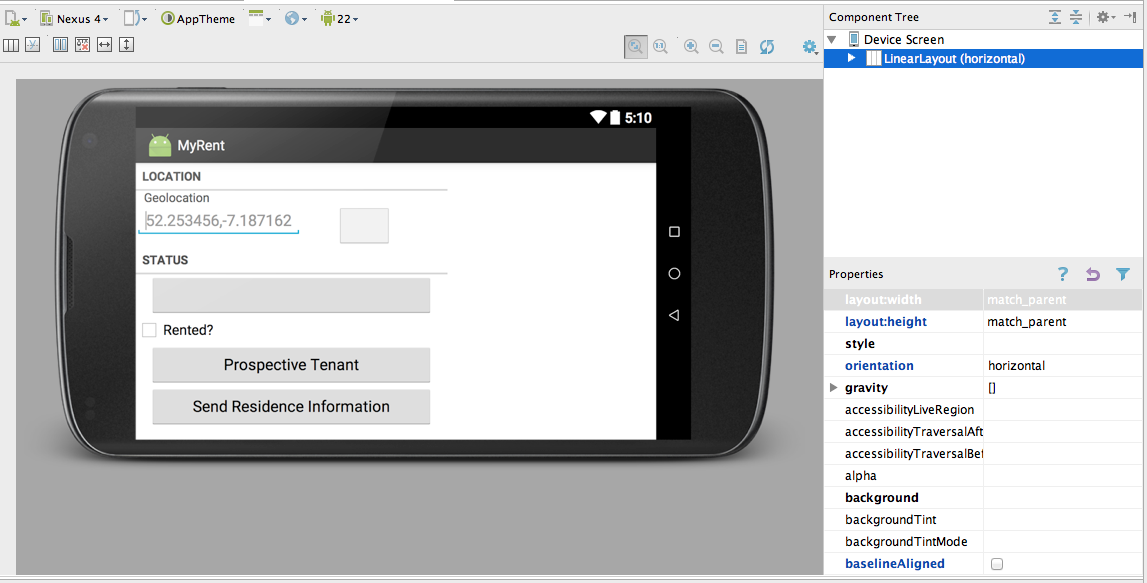 Nexus 4 AppTheme 22
MyRent
5:10
LOCATION
Geolocation
52.253456,-7.187162
STATUS
Rented?
Prospective Tenant
Send Residence Information
Component Tree
Device Screen
LinearLayout (horizontal)
Properties ?
layout:width match_parent
layout:height match_parent
style
orientation horizontal
gravity []
accessibilityLiveRegion
accessibilityTraversalAft
accessibilityTraversalBef
alpha
background
backgroundTint
backgroundTintMode
baselineAligned